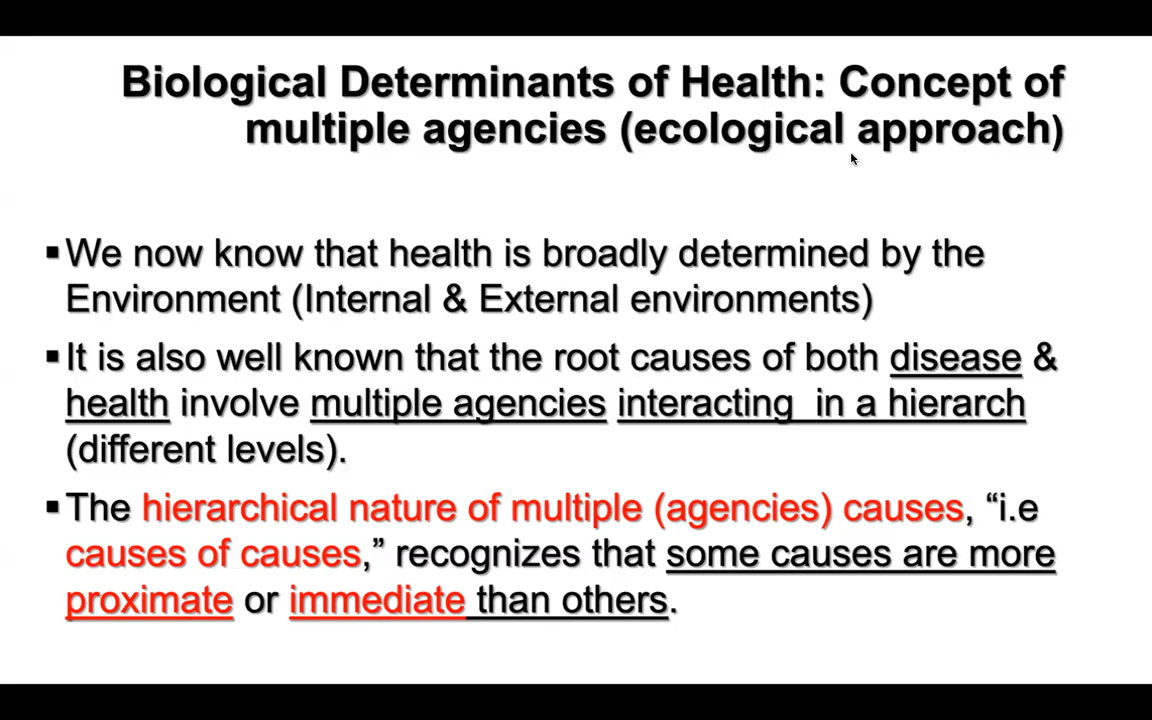 Biological Determinants of Health: Concept of
multiple agencies (ecological approach)
▪We now know that health is broadly determined by the
Environment (Internal & External environments)
▪It is also well known that the root causes of both disease &
health involve multiple agencies interacting  in a hierarch
(different levels).
▪The hierarchical nature of multiple (agencies) causes, “i.e
causes of causes,” recognizes that some causes are more
proximate or immediate than others.